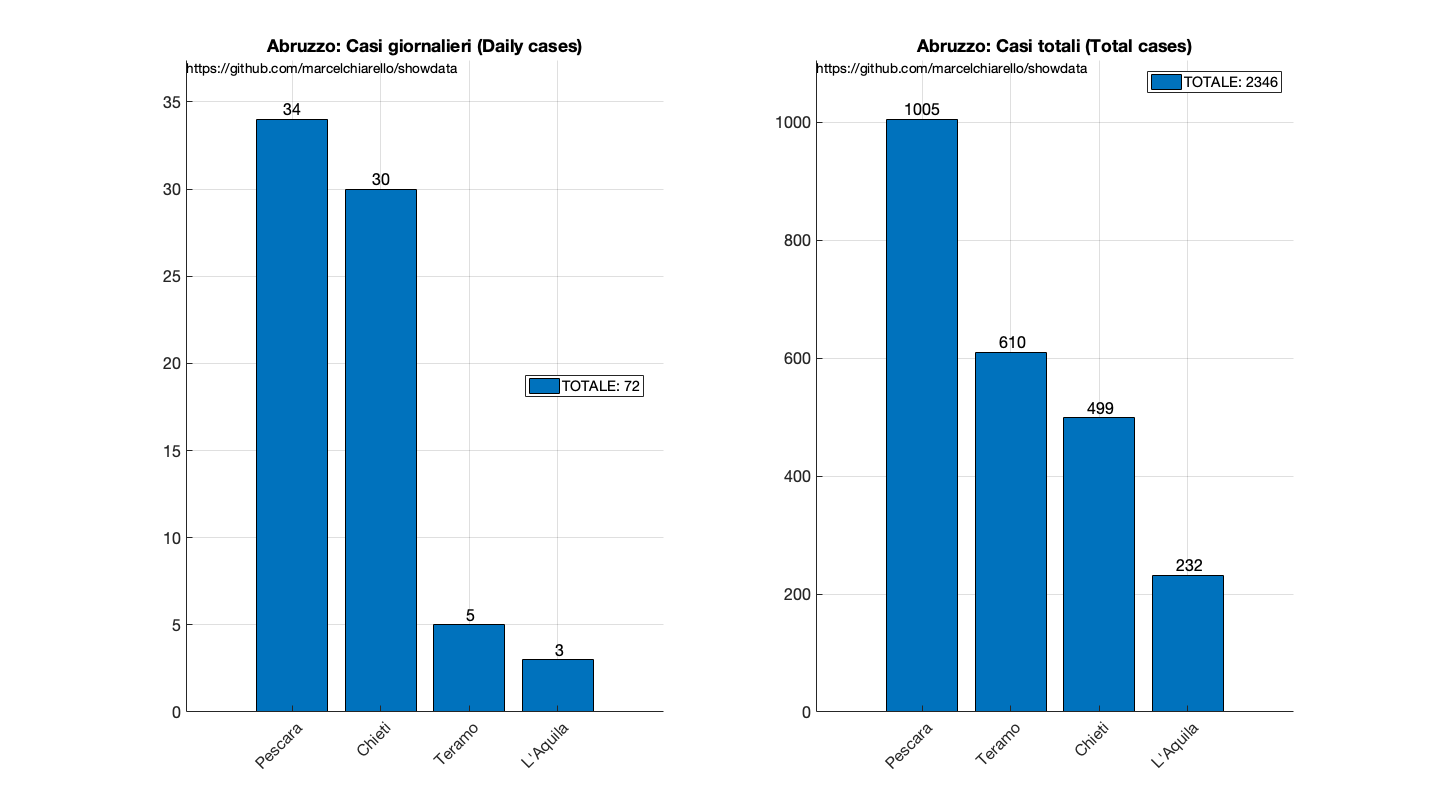 Abruzzo: Casi giornalieri (Daily cases)
https://github.com/marcelchiarello/showdata
35
30
25
20
15
10
5
0
34
30
5
3
TOTALE: 72
Pescara
Chieti
Teramo
L'Aquila
Abruzzo: Casi totali (Total cases)
https://github.com/marcelchiarello/showdata
TOTALE: 2346
1000
800
600
400
200
0
1005
610
499
232
Pescara
Teramo
Chieti
L'Aquila